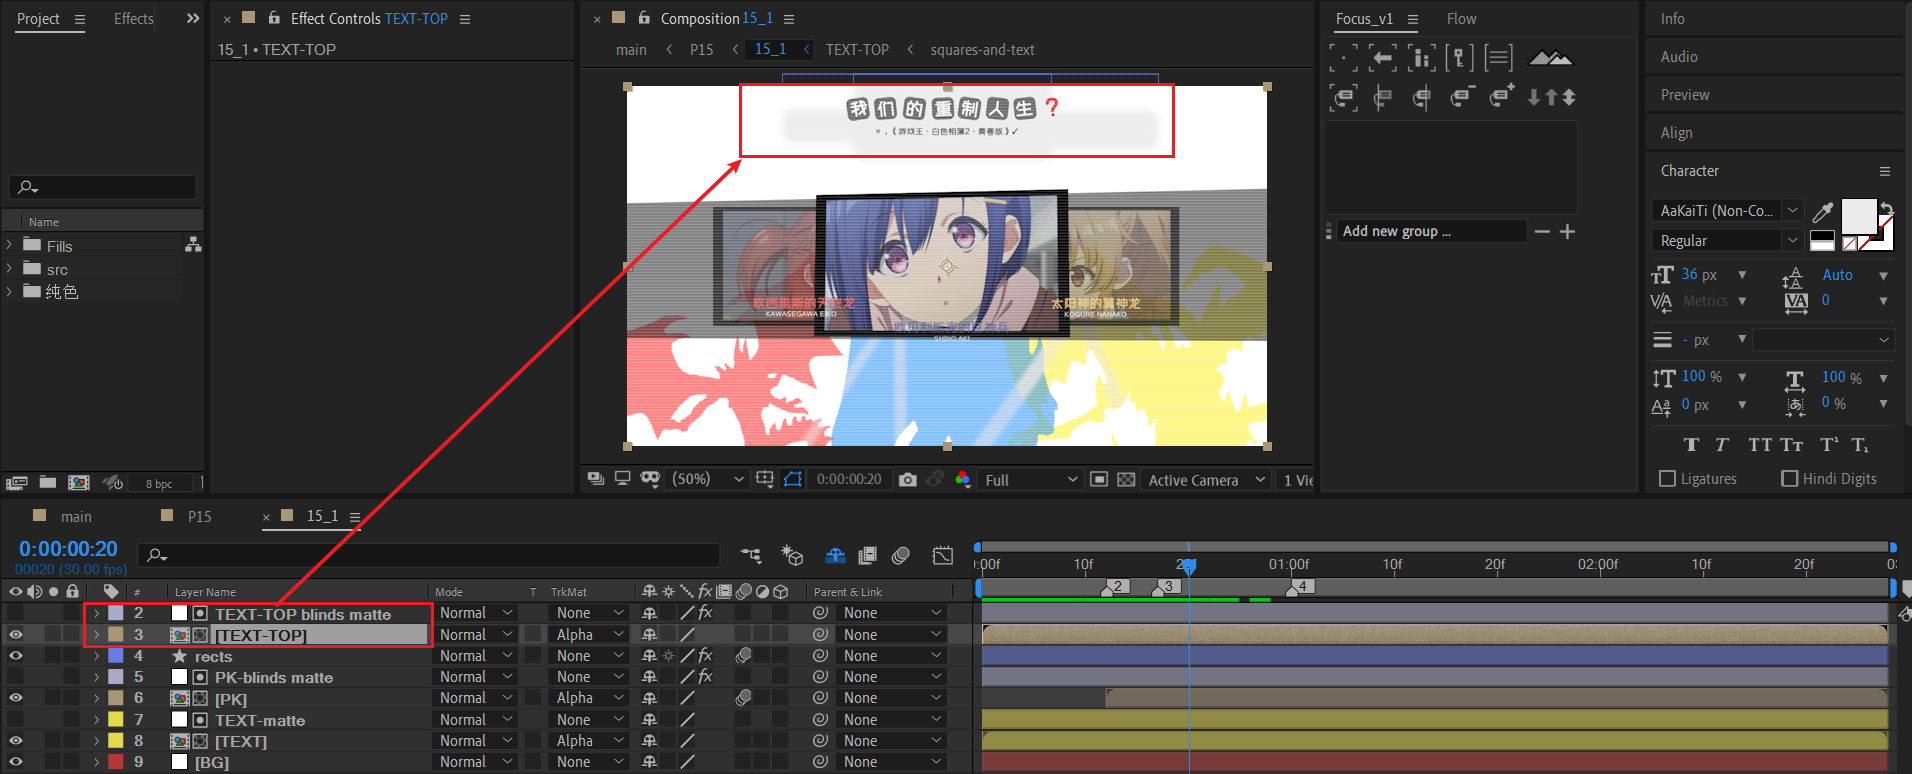 Project
Effects
Effect Controls TEXT-TOP
15_1 • TEXT-TOP
Composition 15_1
main
P15
15_1
TEXT-TOP
squares-and-text
我们的重制人生?
×，《游戏王·白色相簿2·青春版》✓
KAWASEGAWA EIKO
太阳神的翼神龙
KOGURE NANAKO
SHINO AKI
Name
Fills
src
纯色
8 bpc
(50%)
0:00:00:20
Full
Active Camera
1 Vie
Focus_v1
Flow
Add new group ...
Info
Audio
Preview
Align
Character
AaKaiTi (Non-Co...
Regular
36 px
Auto
Metrics
0
- px
100 %
100 %
0 px
0 %
T T TT Tт T¹ T₁
Ligatures
Hindi Digits
main
P15
15_1
0:00:00:20
00020 (30.00 fps)
:00f
10f
20f
01:00f
10f
20f
02:00f
10f
20f
03
2
3
4
#
Layer Name
Mode
T
TrkMat
Parent & Link
2 TEXT-TOP blinds matte Normal None None
3 [TEXT-TOP] Normal Alpha None
4 rects Normal None None
5 PK-blinds matte Normal None None
6 [PK] Normal Alpha None
7 TEXT-matte Normal None None
8 [TEXT] Normal Alpha None
9 [BG] Normal None None